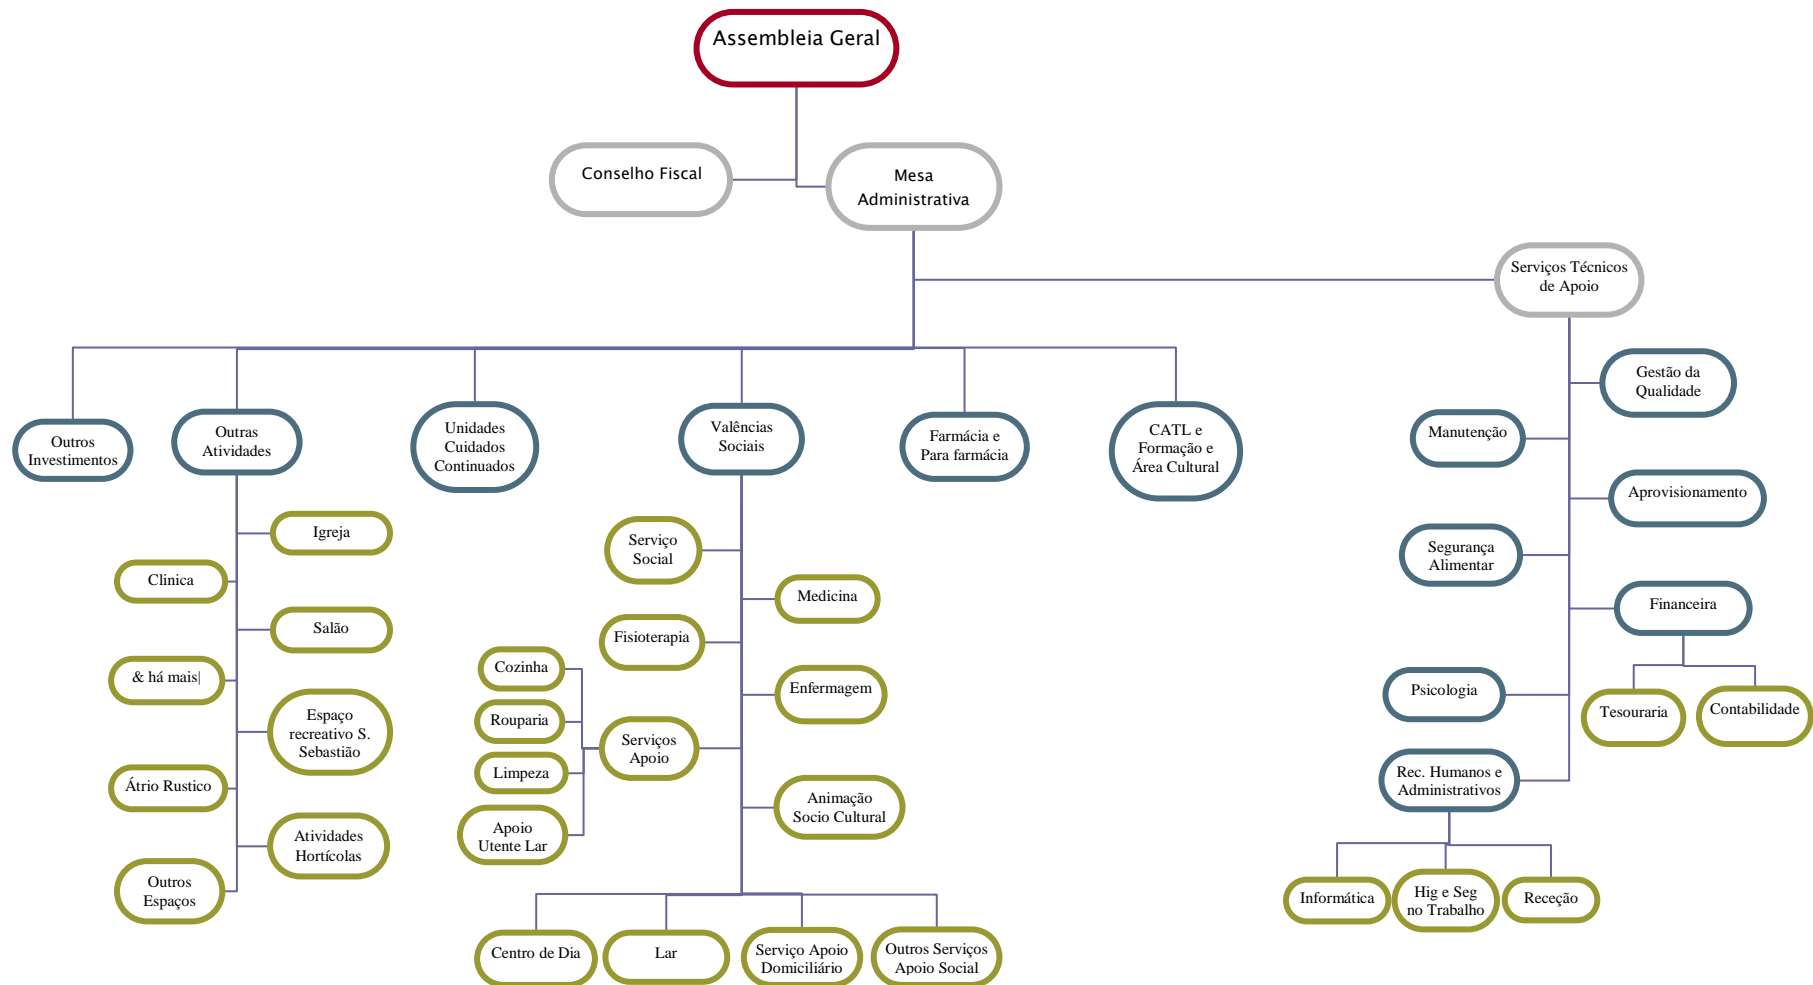 Assembleia Geral
Conselho Fiscal
Mesa
Administrativa
Serviços Técnicos
de Apoio
Outros
Investimentos
Outras
Atividades
Unidades
Cuidados
Continuados
Valências
Sociais
Farmácia e
Para farmácia
CATL e
Formação e
Área Cultural
Gestão da
Qualidade
Manutenção
Aprovisionamento
Segurança
Alimentar
Financeira
Tesouraria
Contabilidade
Psicologia
Rec. Humanos e
Administrativos
Informática
Hig e Seg
no Trabalho
Receção
Igreja
Clinica
Salão
& há mais|
Espaço
recreativo S.
Sebastião
Átrio Rustico
Atividades
Hortícolas
Outros
Espaços
Serviço
Social
Medicina
Fisioterapia
Enfermagem
Serviços
Apoio
Cozinha
Rouparia
Limpeza
Apoio
Utente Lar
Animação
Socio Cultural
Centro de Dia
Lar
Serviço Apoio
Domiciliário
Outros Serviços
Apoio Social